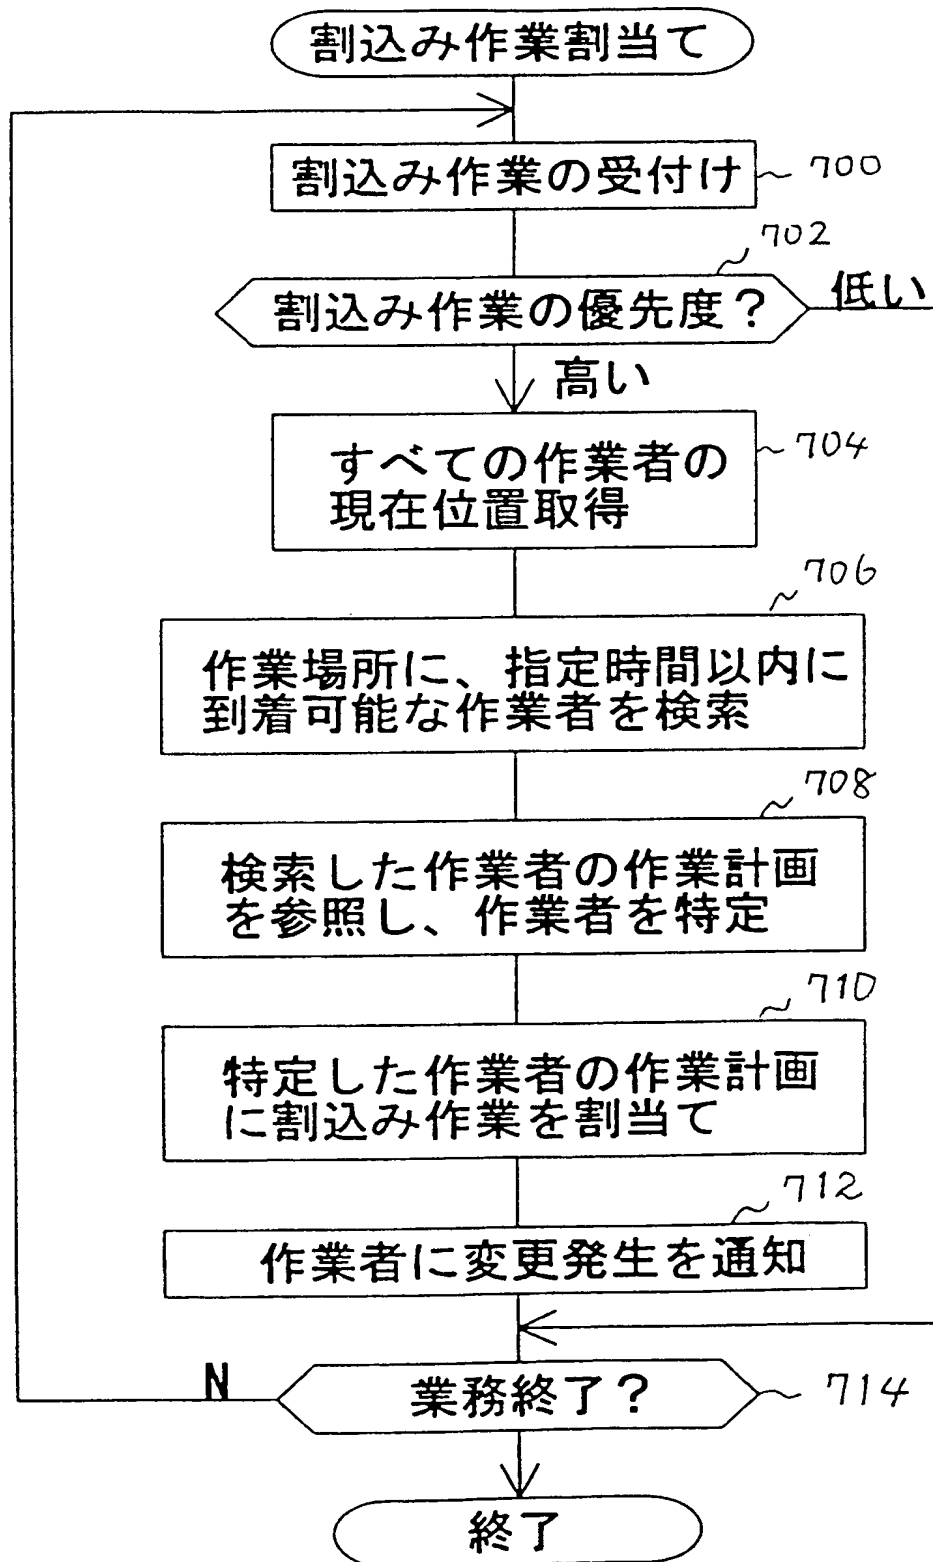 割込み作業割当て
割込み作業の受付け
700
702
割込み作業の優先度?
低い
高い
すべての作業者の
現在位置取得
704
706
作業場所に、指定時間以内に
到着可能な作業者を検索
708
検索した作業者の作業計画
を参照し、作業者を特定
710
特定した作業者の作業計画
に割込み作業を割当て
712
作業者に変更発生を通知
N
業務終了?
714
終了